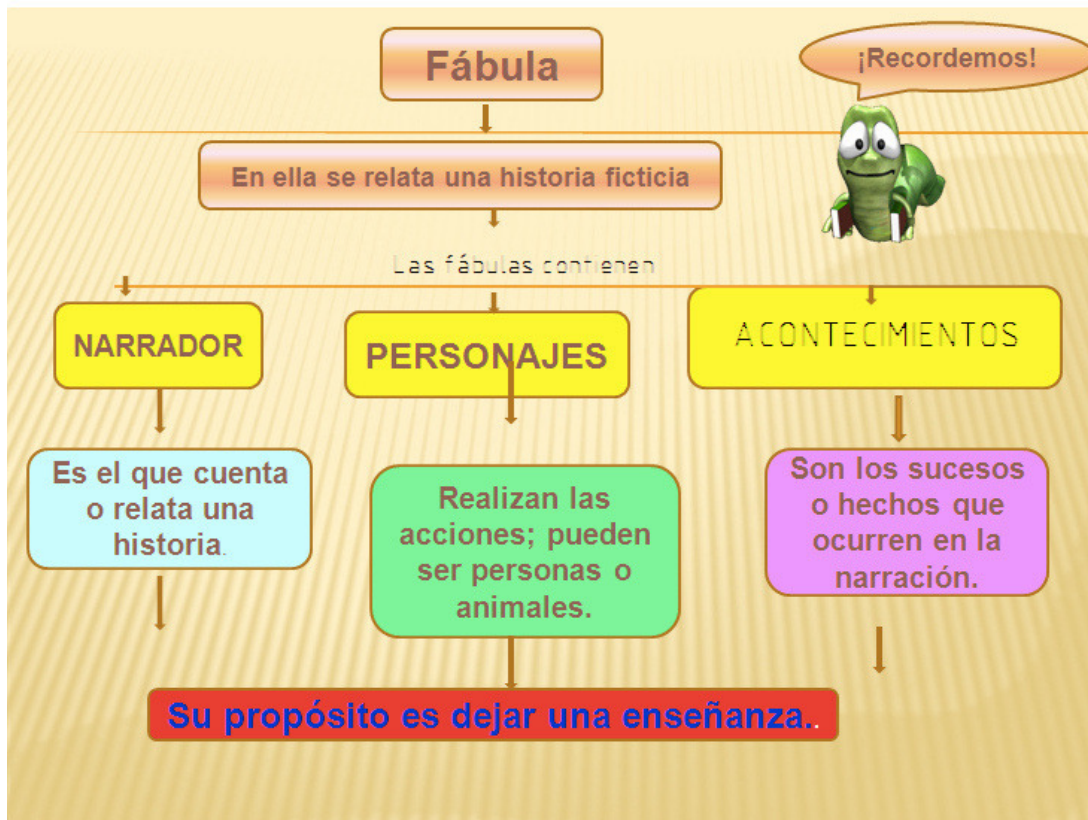 Fábula
¡Recordemos!
En ella se relata una historia ficticia
Las fábulas contienen
NARRADOR
PERSONAJES
ACONTECIMIENTOS
Es el que cuenta
o relata una
historia.
Realizan las
acciones; pueden
ser personas o
animales.
Son los sucesos
o hechos que
ocurren en la
narración.
Su propósito es dejar una enseñanza..